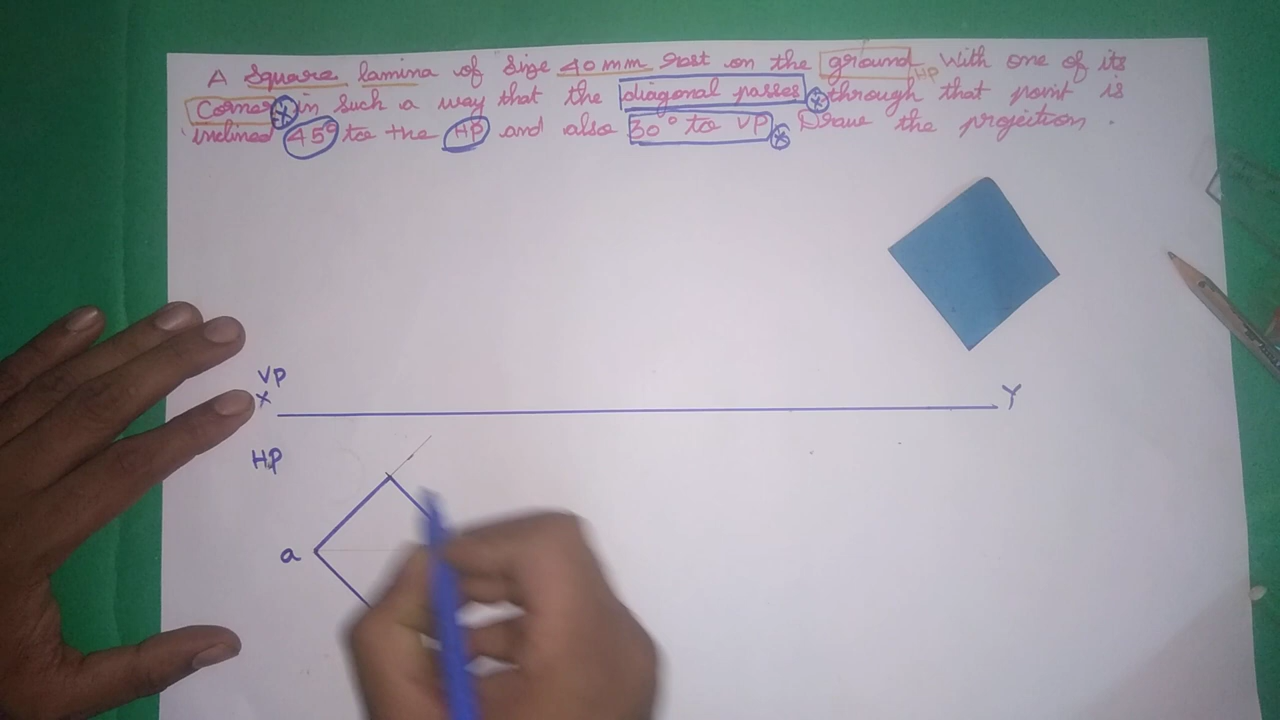 A Square lamina of Size 40 mm rest on the ground with one of its
HP
Corner in such a way that the diagonal passes through that point is
inclined 45° to the HP and also 30° to VP Draw the projection.
VP
X Y
HP
a